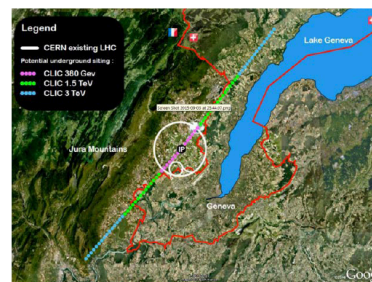 Legend
CERN existing LHC
Potential underground siting :
CLIC 380 Gev
CLIC 1.5 TeV
CLIC 3 TeV
Lake Geneva
Jura Mountains
IP
Geneva
Goo